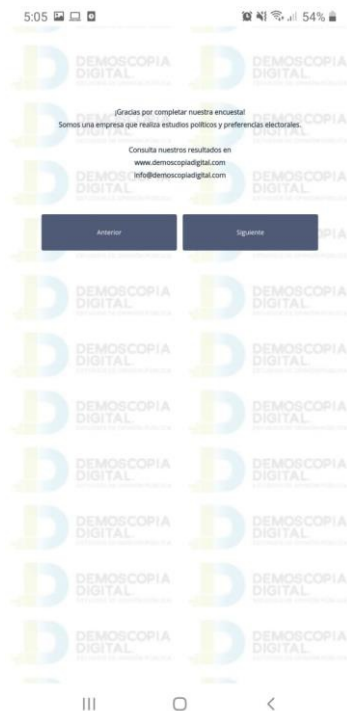 5:05
54%
¡Gracias por completar nuestra encuesta!
Somos una empresa que realiza estudios políticos y preferencias electorales.
Consulta nuestros resultados en
www.demoscopiadigital.com
info@demoscopiadigital.com
Anterior
Siguiente
DEMOSCOPIA
DIGITAL